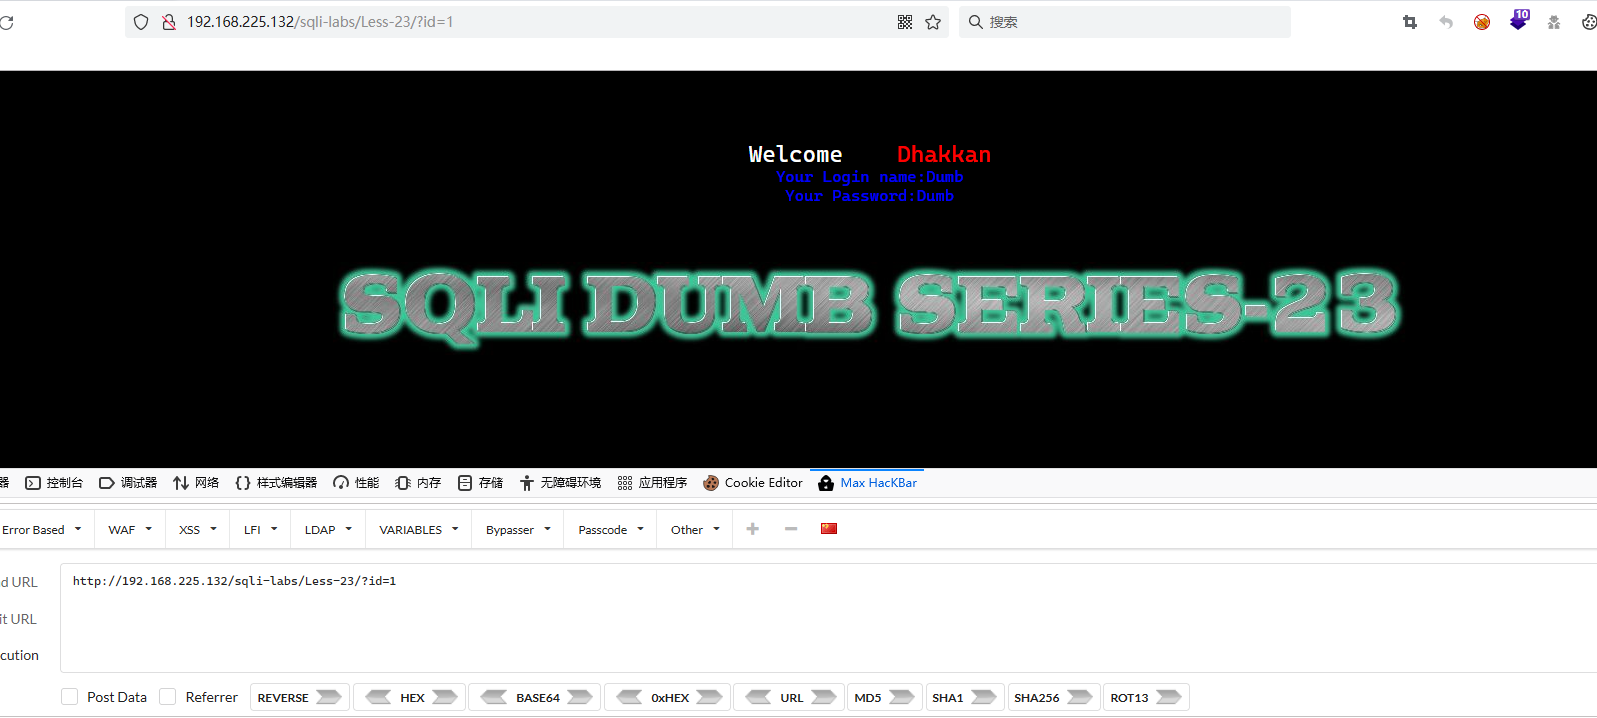 192.168.225.132/sqli-labs/Less-23/?id=1 搜索 10
Welcome Dhakkan
Your Login name:Dumb
Your Password:Dumb
SQLI DUMB SERIES-23
器 控制台 调试器 网络 样式编辑器 性能 内存 存储 无障碍环境 应用程序 Cookie Editor Max HacKBar
Error Based WAF XSS LFI LDAP VARIABLES Bypasser Passcode Other
d URL http://192.168.225.132/sqli-labs/Less-23/?id=1
it URL
cution
Post Data Referrer REVERSE HEX BASE64 0xHEX URL MD5 SHA1 SHA256 ROT13